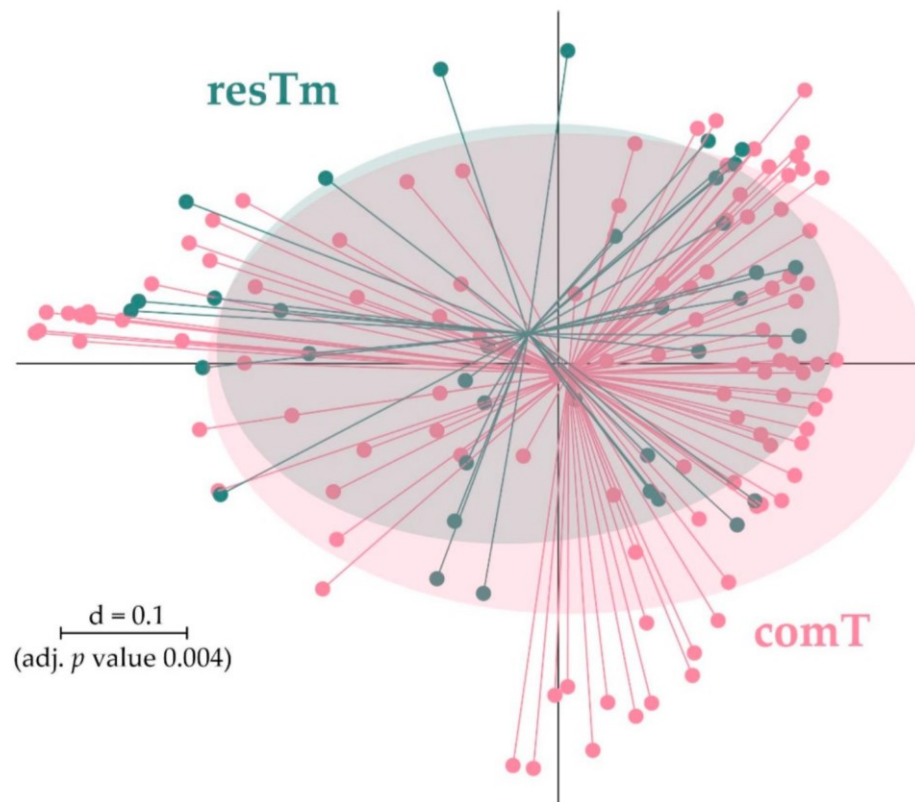 resTm
d = 0.1
(adj. p value 0.004)
comT